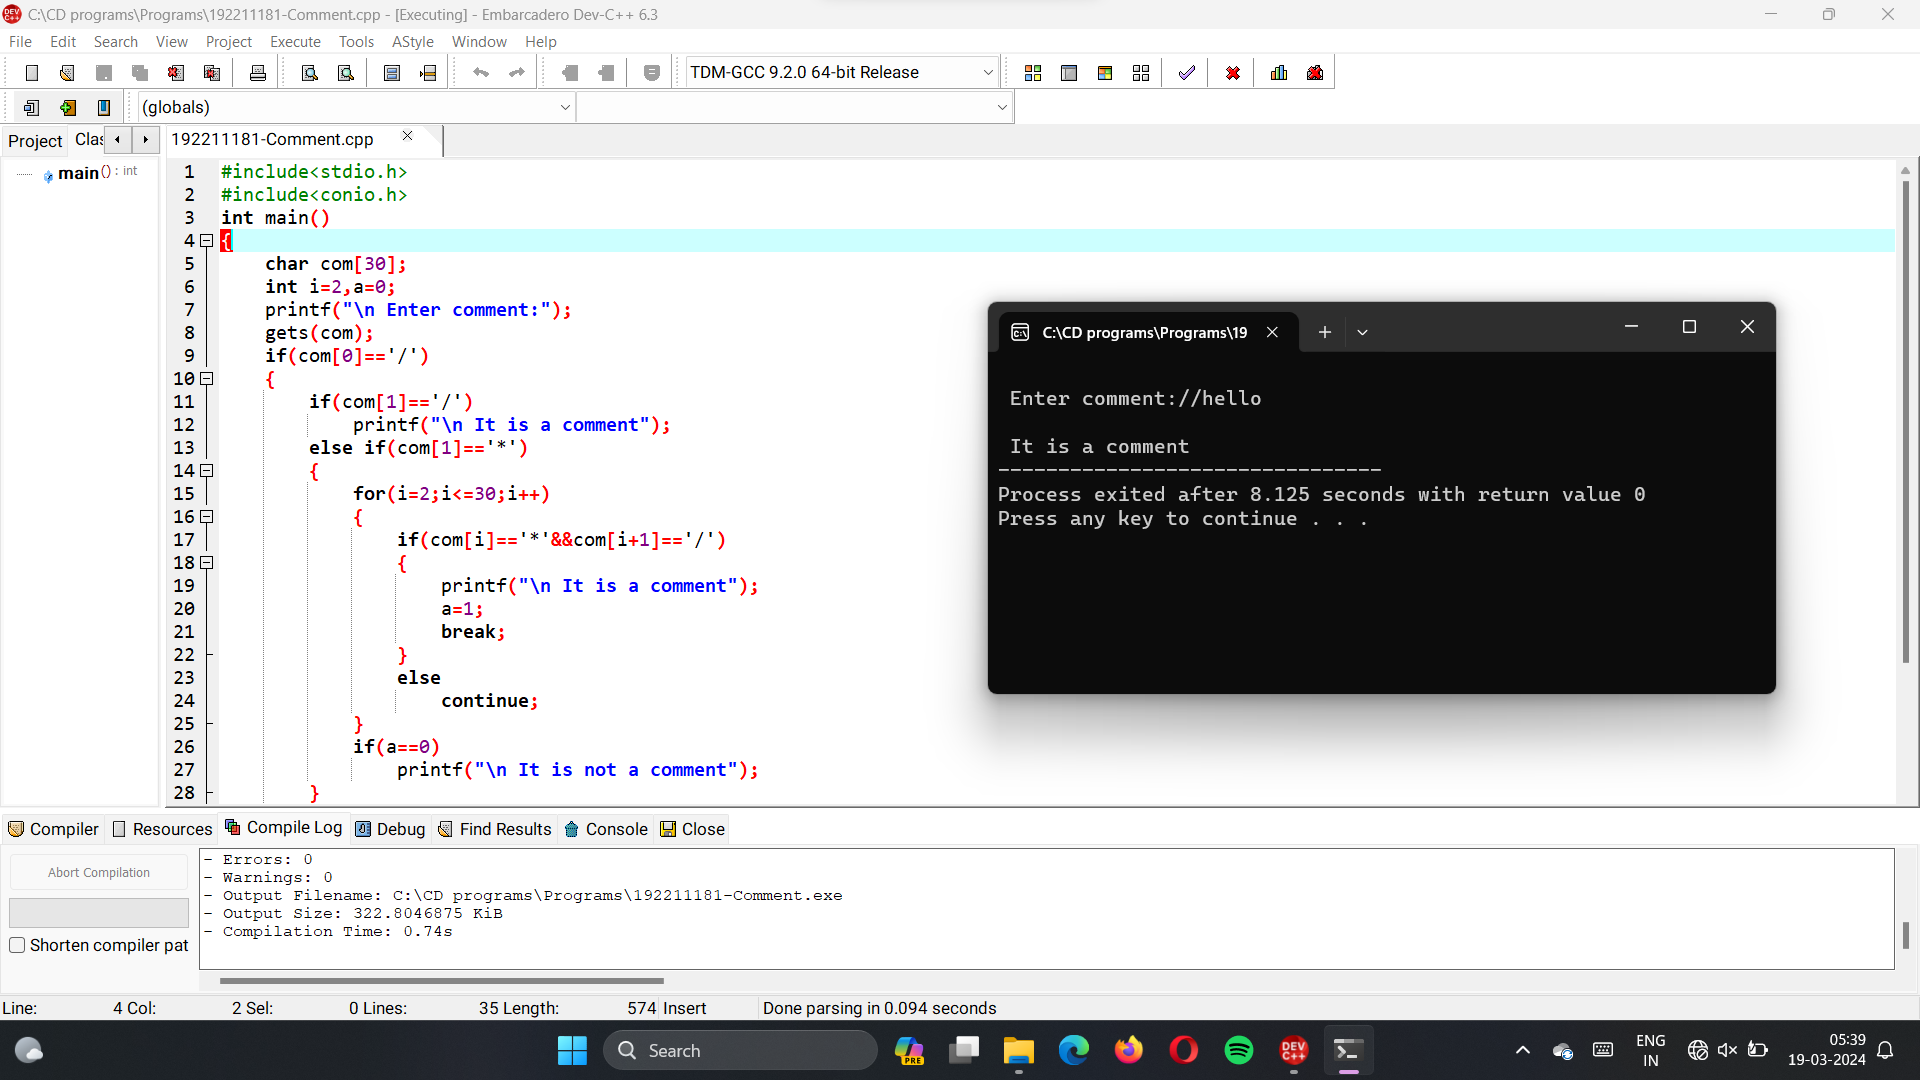 C:\CD programs\Programs\192211181-Comment.cpp - [Executing] - Embarcadero Dev-C++ 6.3
File Edit Search View Project Execute Tools AStyle Window Help
TDM-GCC 9.2.0 64-bit Release
(globals)
Project Clas 192211181-Comment.cpp
main() : int
1 #include<stdio.h>
2 #include<conio.h>
3 int main()
4 {
5 char com[30];
6 int i=2,a=0;
7 printf("\n Enter comment:");
8 gets(com);
9 if(com[0]=='/')
10 {
11 if(com[1]=='/')
12 printf("\n It is a comment");
13 else if(com[1]=='*')
14 {
15 for(i=2;i<=30;i++)
16 {
17 if(com[i]=='*'&&com[i+1]=='/')
18 {
19 printf("\n It is a comment");
20 a=1;
21 break;
22 }
23 else
24 continue;
25 }
26 if(a==0)
27 printf("\n It is not a comment");
28 }
C:\CD programs\Programs\19
Enter comment://hello
It is a comment
--------------------------------
Process exited after 8.125 seconds with return value 0
Press any key to continue . . .
Compiler Resources Compile Log Debug Find Results Console Close
Abort Compilation
Shorten compiler pat
- Errors: 0
- Warnings: 0
- Output Filename: C:\CD programs\Programs\192211181-Comment.exe
- Output Size: 322.8046875 KiB
- Compilation Time: 0.74s
Line: 4 Col: 2 Sel: 0 Lines: 35 Length: 574 Insert Done parsing in 0.094 seconds
Search
PRE
DEV
C++
ENG
IN
05:39
19-03-2024